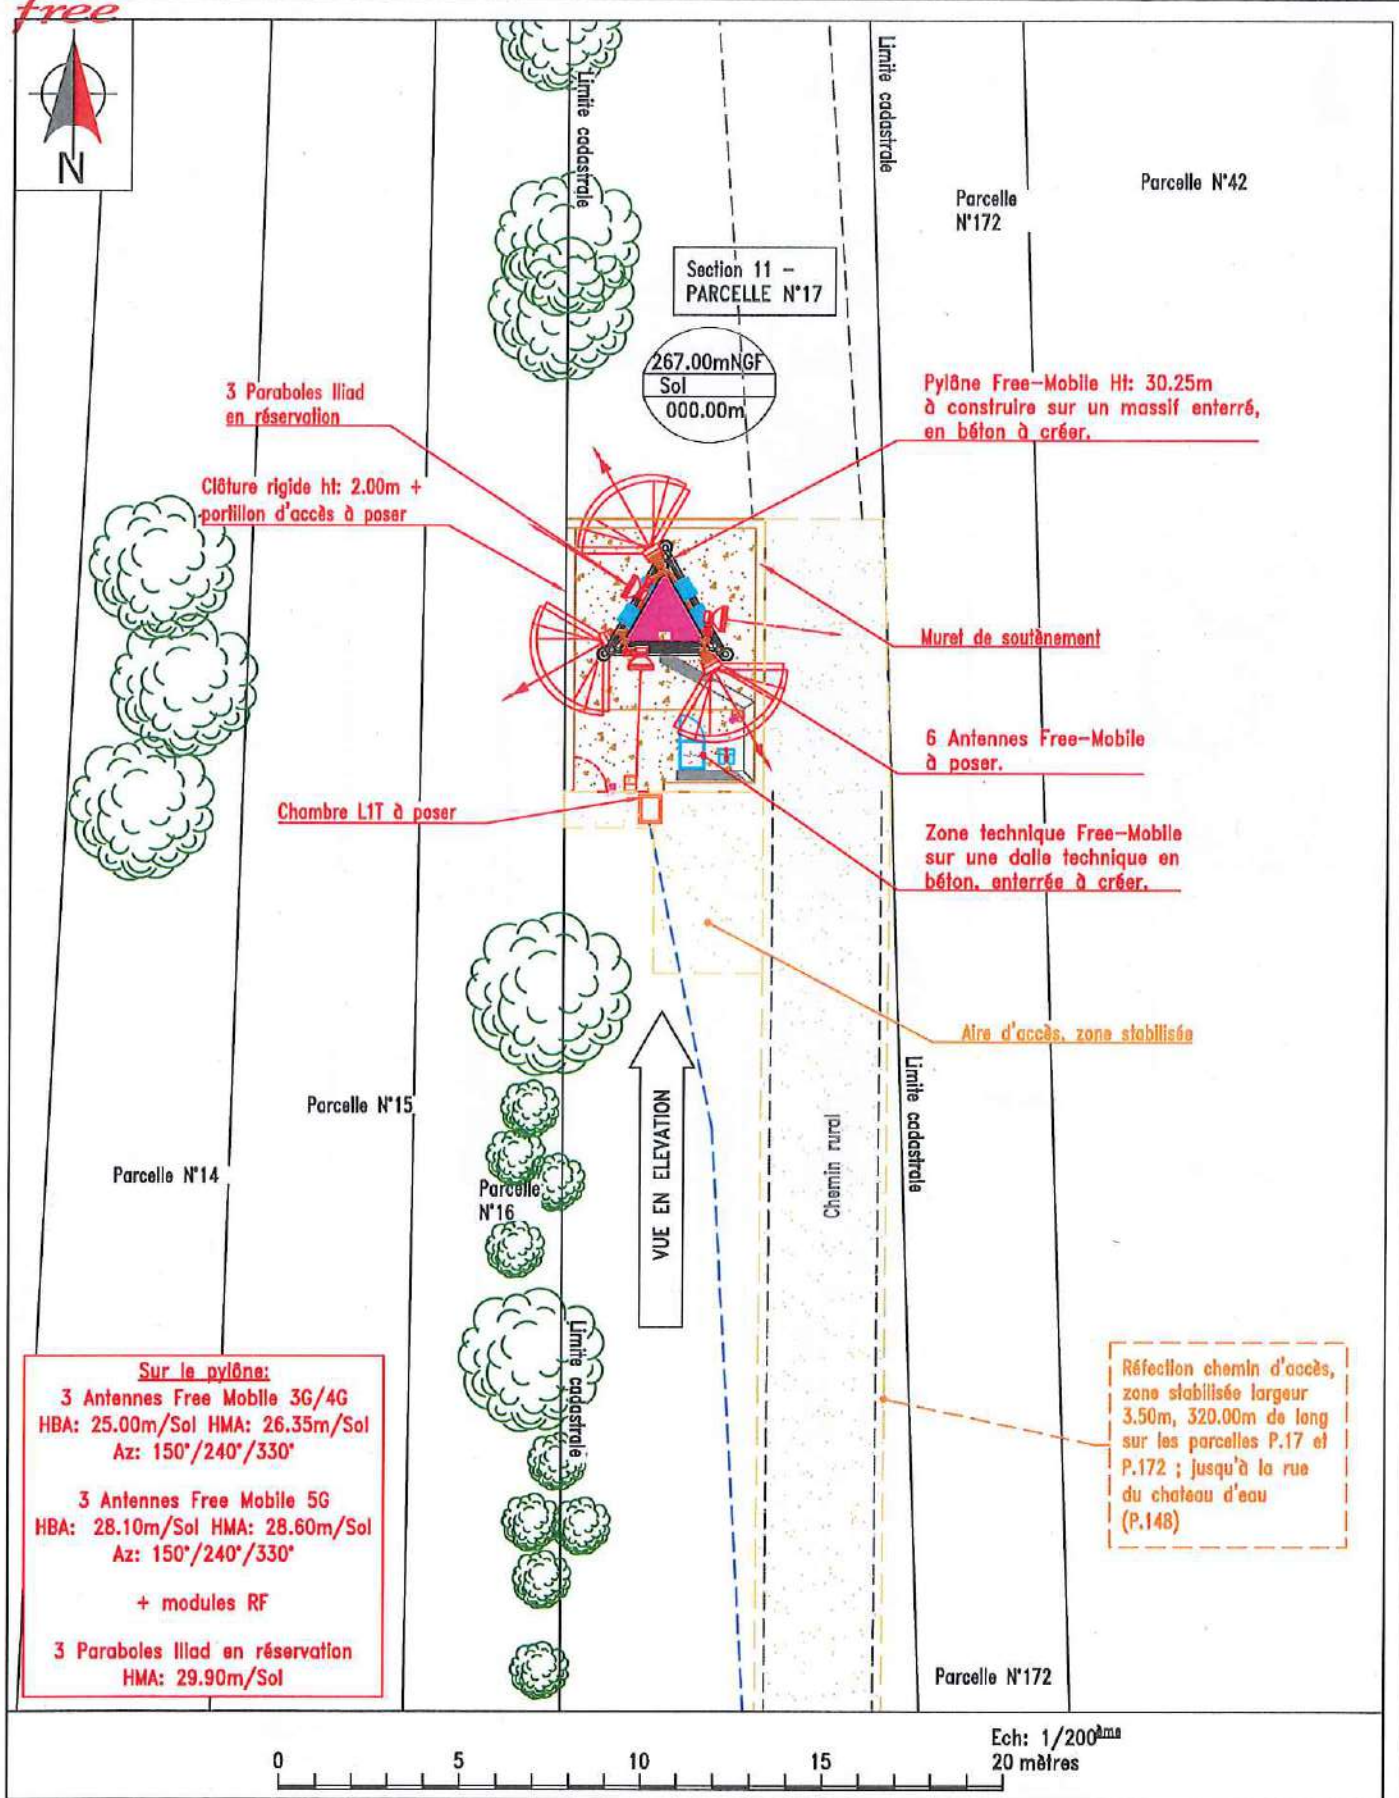 free
N
Limite cadastrale
Limite cadastrale
Parcelle
N°172
Parcelle N°42
Section 11 -
PARCELLE N°17
267.00mNGF
Sol
000.00m
3 Paraboles Iliad
en réservation
Pylône Free-Mobile Ht: 30.25m
à construire sur un massif enterré,
en béton à créer.
Clôture rigide ht: 2.00m +
portillon d'accès à poser
Muret de soutènement
6 Antennes Free-Mobile
à poser.
Chambre L1T à poser
Zone technique Free-Mobile
sur une dalle technique en
béton, enterrée à créer.
Aire d'accès, zone stabilisée
Limite cadastrale
Parcelle N°15
Chemin rural
VUE EN ELEVATION
Parcelle N°14
Parcelle
N°16
Limite cadastrale
Sur le pylône:
3 Antennes Free Mobile 3G/4G
HBA: 25.00m/Sol HMA: 26.35m/Sol
Az: 150°/240°/330°
3 Antennes Free Mobile 5G
HBA: 28.10m/Sol HMA: 28.60m/Sol
Az: 150°/240°/330°
+ modules RF
3 Paraboles Iliad en réservation
HMA: 29.90m/Sol
Réfection chemin d'accès,
zone stabilisée largeur
3.50m, 320.00m de long
sur les parcelles P.17 et
P.172 ; jusqu'à la rue
du chateau d'eau
(P.148)
Parcelle N°172
Ech: 1/200ème
0 5 10 15 20 mètres